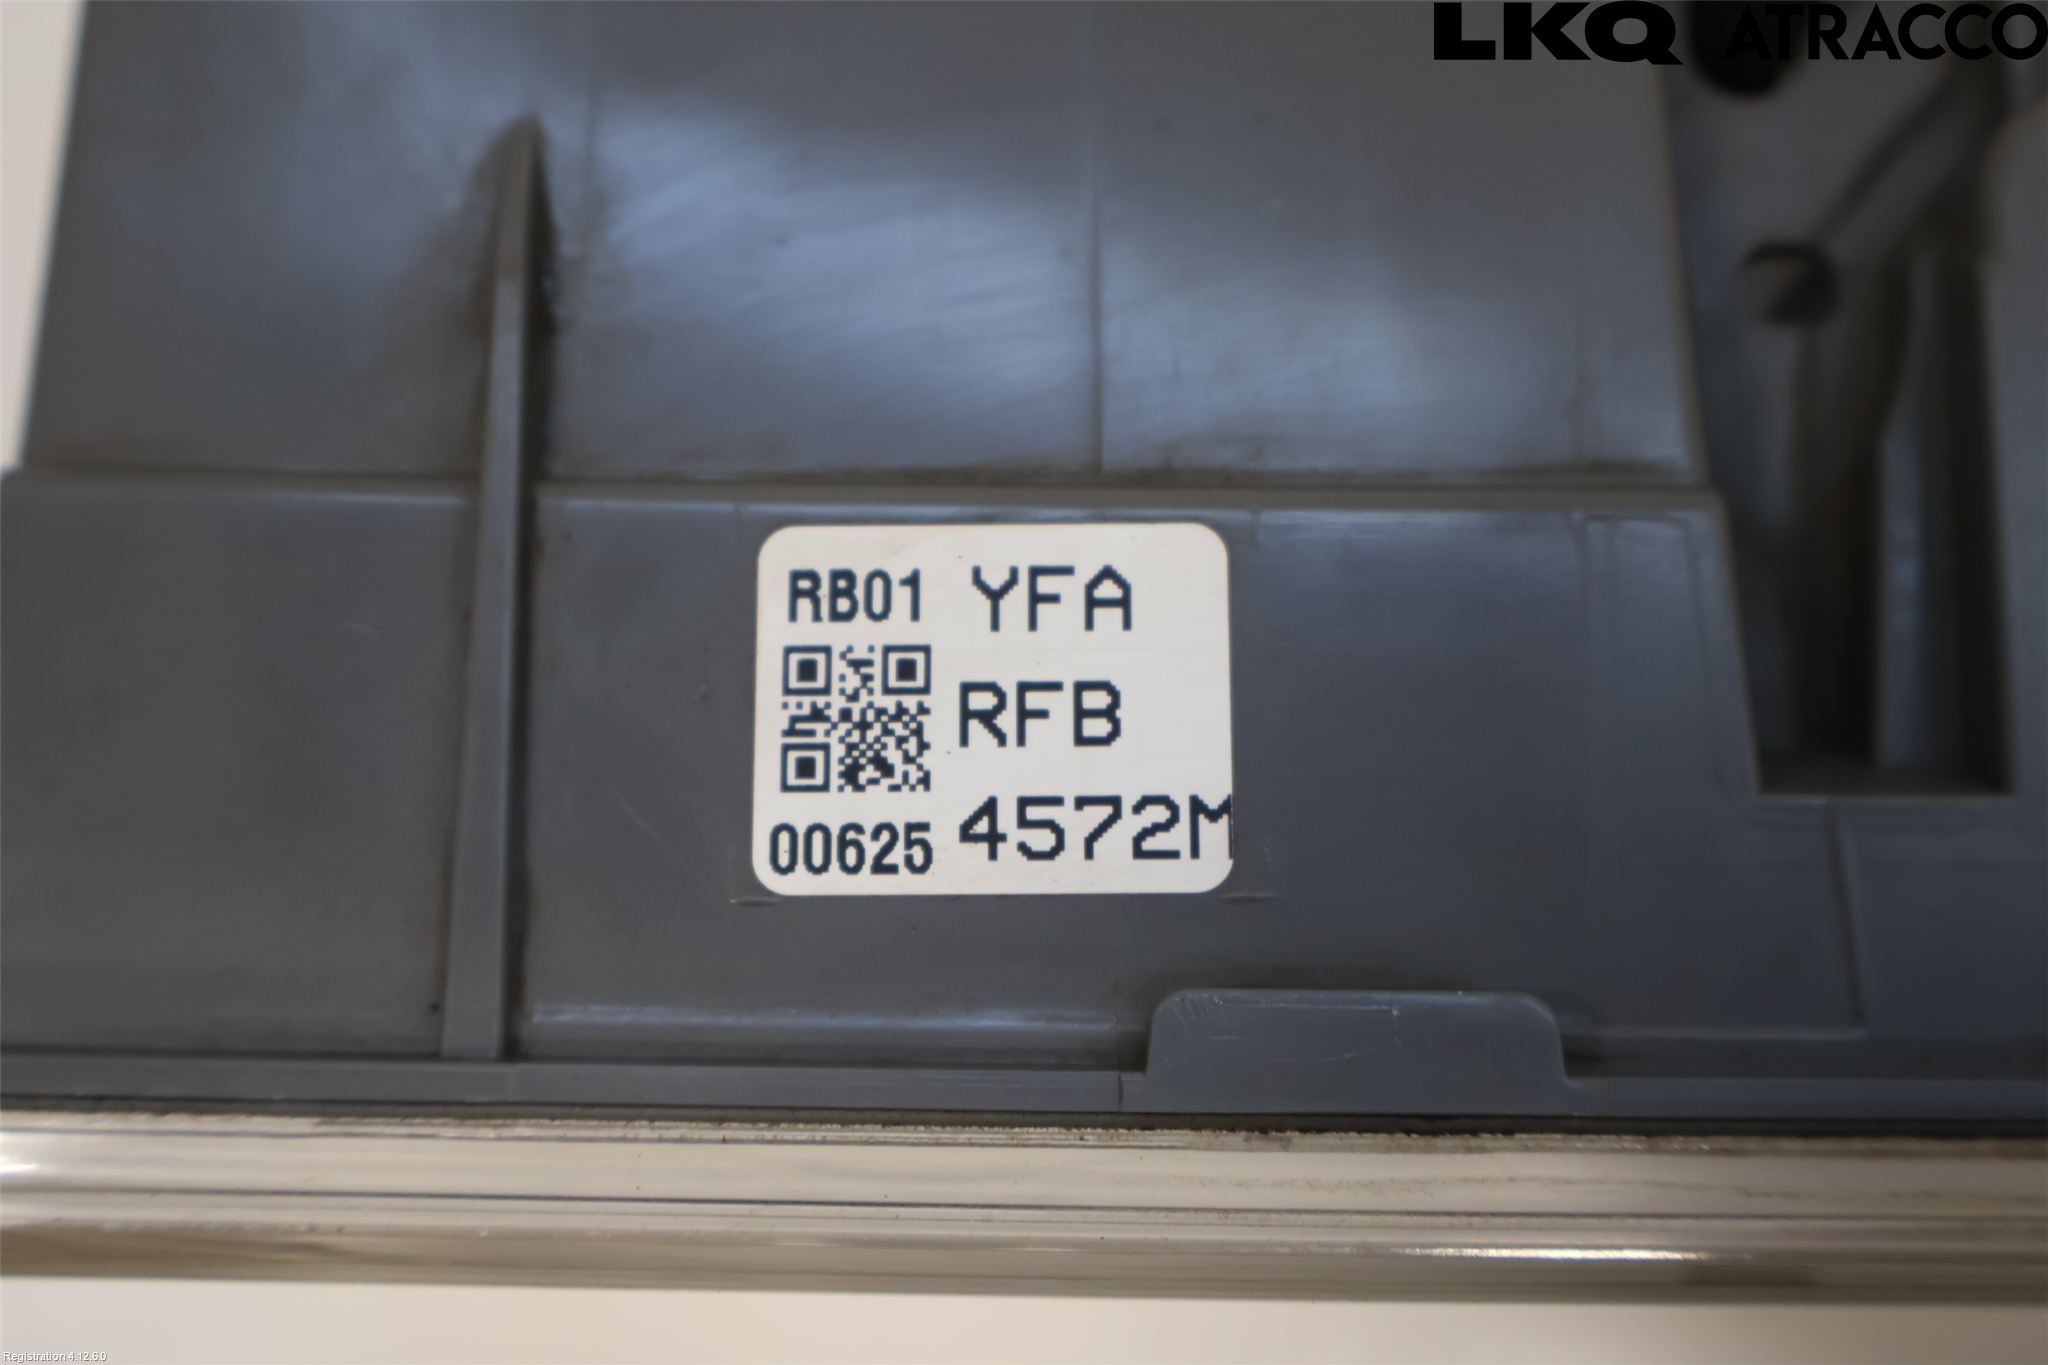 LKQ ATRACCO
RB01 YFA
RFB
00625 4572M
Registration 4.12.6.0